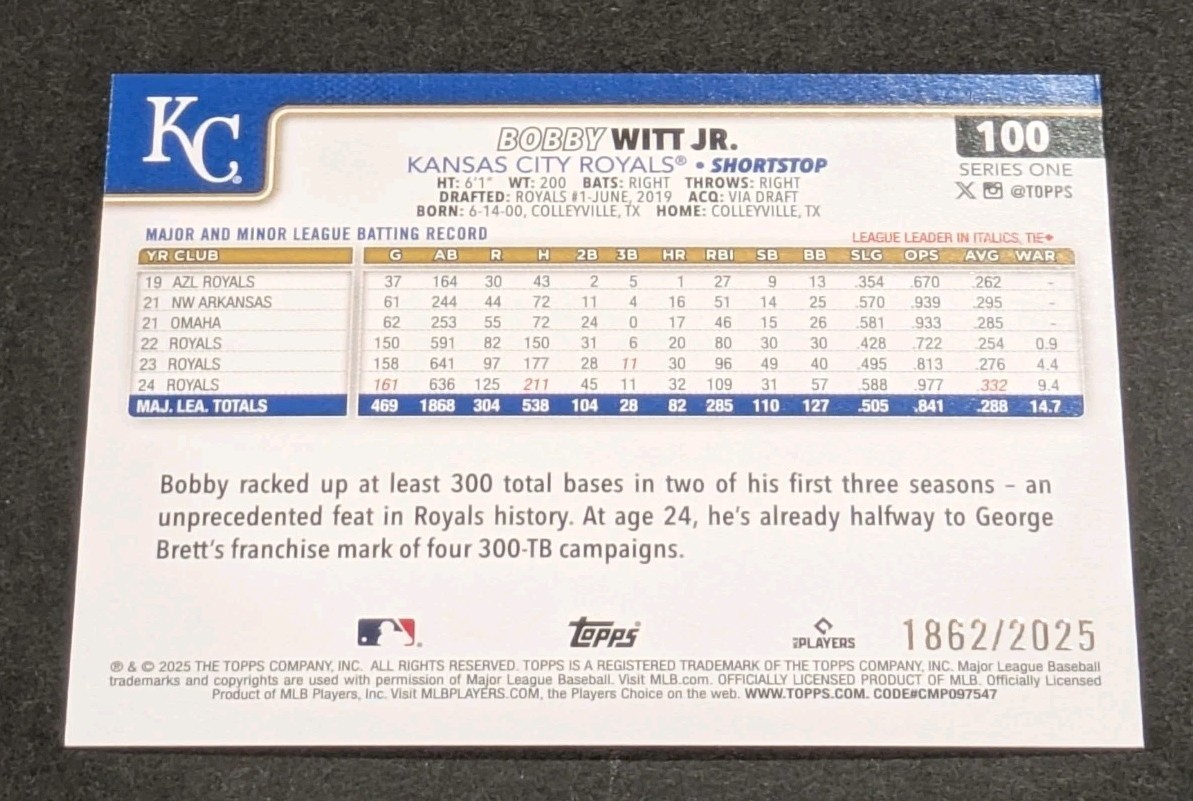 KC
BOBBY WITT JR.
100
KANSAS CITY ROYALS® • SHORTSTOP
SERIES ONE
HT: 6'1" WT: 200 BATS: RIGHT THROWS: RIGHT
@TOPPS
DRAFTED: ROYALS #1-JUNE, 2019 ACQ: VIA DRAFT
BORN: 6-14-00, COLLEYVILLE, TX HOME: COLLEYVILLE, TX
MAJOR AND MINOR LEAGUE BATTING RECORD
LEAGUE LEADER IN ITALICS, TIE♦
YR CLUB G AB R H 2B 3B HR RBI SB BB SLG OPS AVG WAR
19 AZL ROYALS 37 164 30 43 2 5 1 27 9 13 .354 .670 .262 -
21 NW ARKANSAS 61 244 44 72 11 4 16 51 14 25 .570 .939 .295 -
21 OMAHA 62 253 55 72 24 0 17 46 15 26 .581 .933 .285 -
22 ROYALS 150 591 82 150 31 6 20 80 30 30 .428 .722 .254 0.9
23 ROYALS 158 641 97 177 28 11 30 96 49 40 .495 .813 .276 4.4
24 ROYALS 161 636 125 211 45 11 32 109 31 57 .588 .977 .332 9.4
MAJ. LEA. TOTALS 469 1868 304 538 104 28 82 285 110 127 .505 .841 .288 14.7
Bobby racked up at least 300 total bases in two of his first three seasons – an
unprecedented feat in Royals history. At age 24, he's already halfway to George
Brett's franchise mark of four 300-TB campaigns.
topps
MLB PLAYERS
1862/2025
® & © 2025 THE TOPPS COMPANY, INC. ALL RIGHTS RESERVED. TOPPS IS A REGISTERED TRADEMARK OF THE TOPPS COMPANY, INC. Major League Baseball
trademarks and copyrights are used with permission of Major League Baseball. Visit MLB.com. OFFICIALLY LICENSED PRODUCT OF MLB. Officially Licensed
Product of MLB Players, Inc. Visit MLBPLAYERS.COM, the Players Choice on the web. WWW.TOPPS.COM. CODE#CMP097547